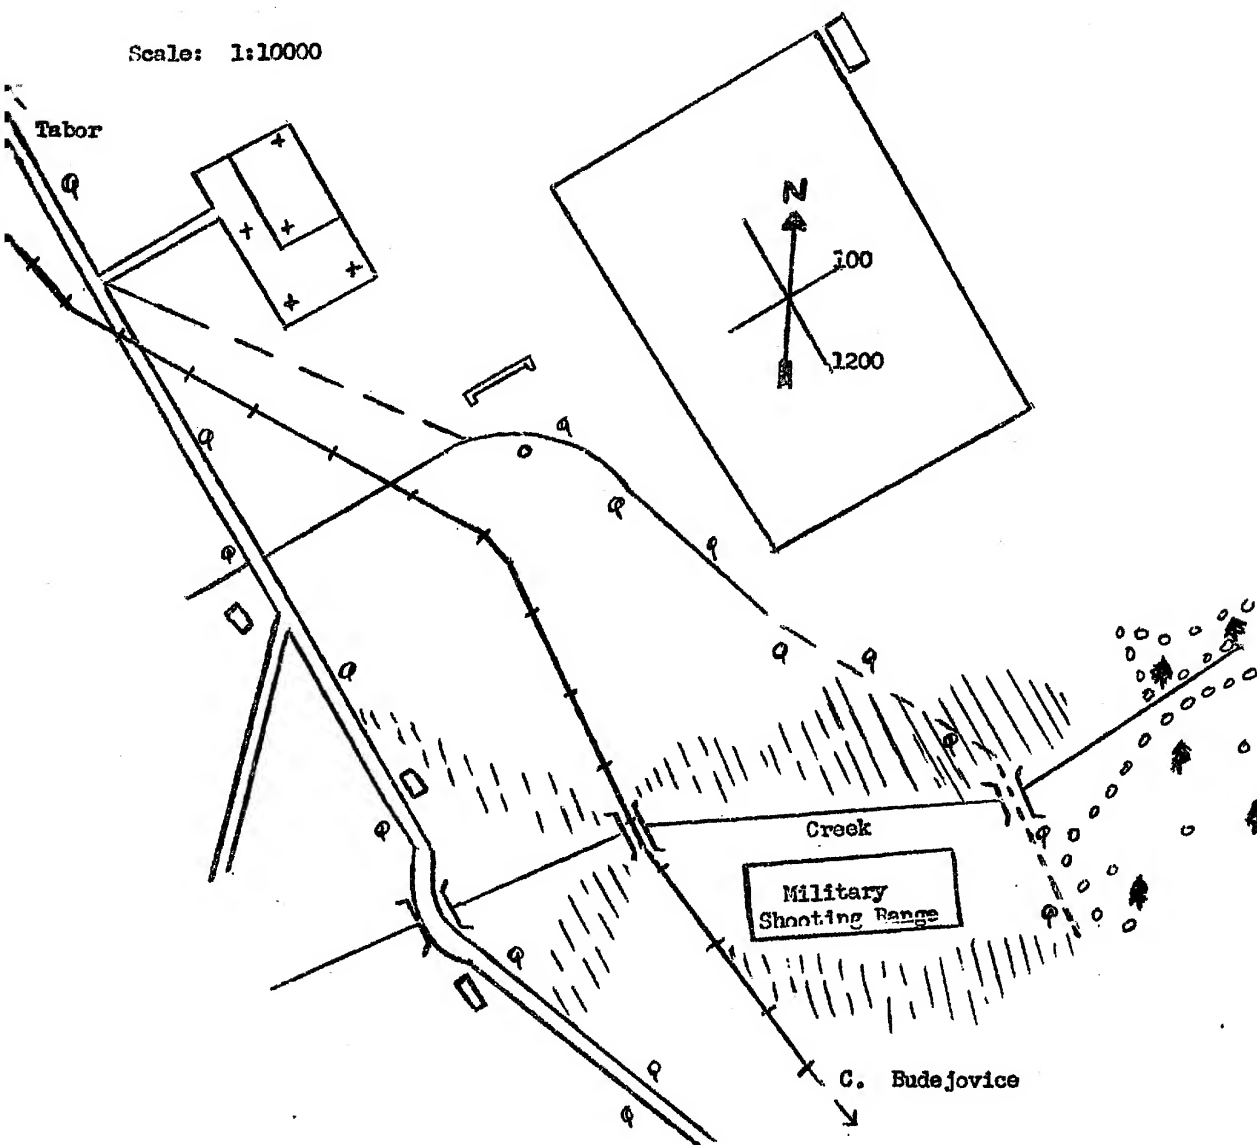 Scale: 1:10000
Tabor
N
100
1200
Creek
Military
Shooting Range
C. Budejovice